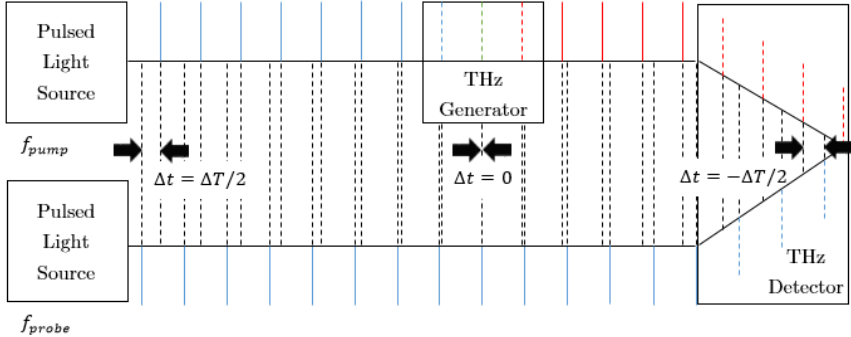 Pulsed
Light
Source
f_pump
THz
Generator
Δt = ΔT/2
Δt = 0
Δt = −ΔT/2
Pulsed
Light
Source
f_probe
THz
Detector